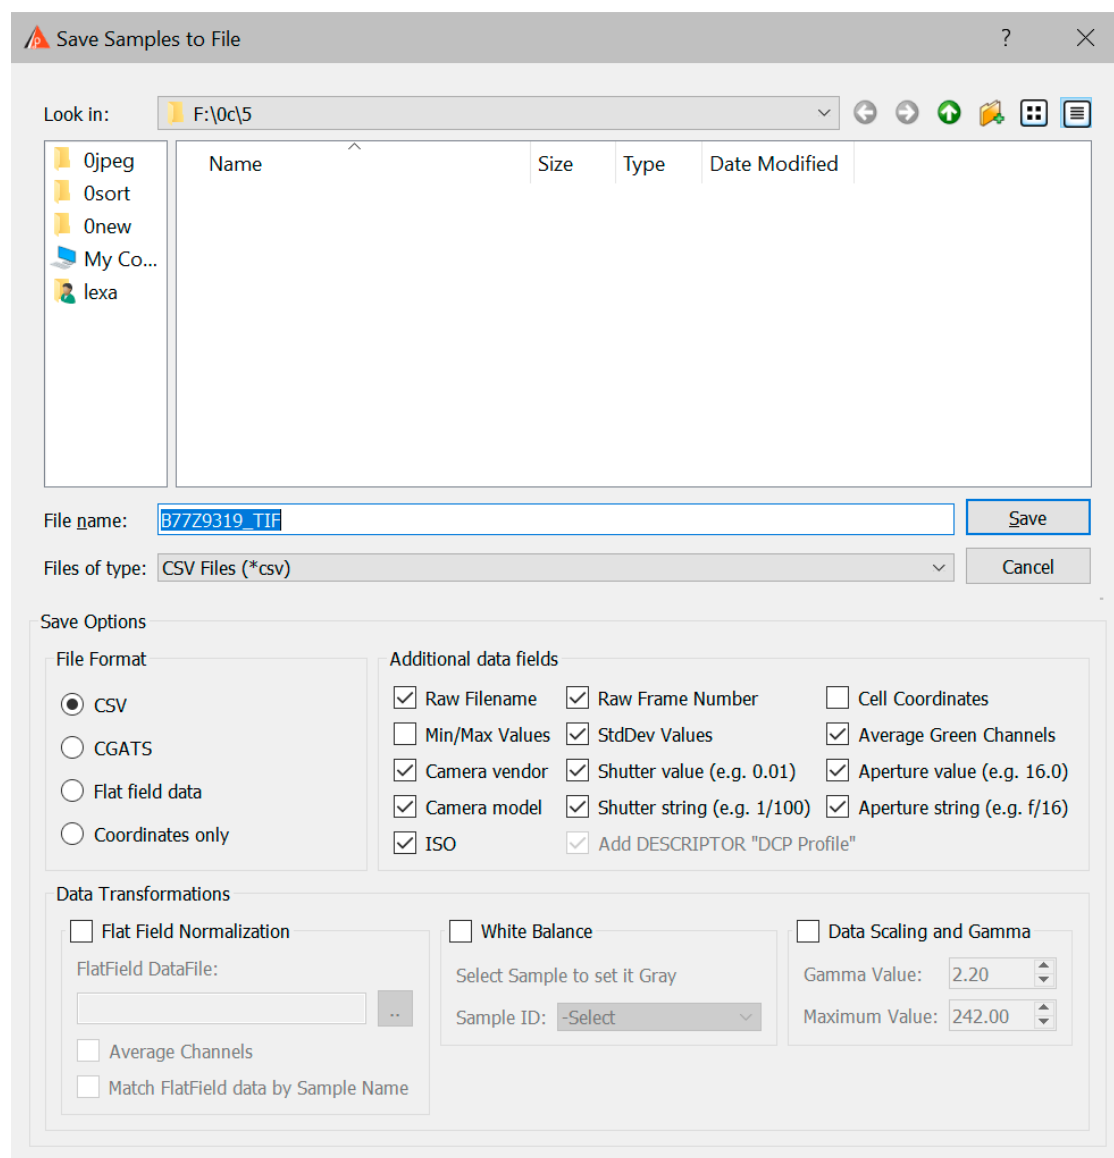 Save Samples to File
?
Look in:
F:\0c\5
0jpeg
0sort
0new
My Co...
lexa
Name Size Type Date Modified
File name:
B77Z9319_TIF
Save
Files of type:
CSV Files (*csv)
Cancel
Save Options
File Format
CSV
CGATS
Flat field data
Coordinates only
Additional data fields
Raw Filename Raw Frame Number Cell Coordinates
Min/Max Values StdDev Values Average Green Channels
Camera vendor Shutter value (e.g. 0.01) Aperture value (e.g. 16.0)
Camera model Shutter string (e.g. 1/100) Aperture string (e.g. f/16)
ISO Add DESCRIPTOR "DCP Profile"
Data Transformations
Flat Field Normalization
FlatField DataFile:
..
Average Channels
Match FlatField data by Sample Name
White Balance
Select Sample to set it Gray
Sample ID: -Select
Data Scaling and Gamma
Gamma Value: 2.20
Maximum Value: 242.00